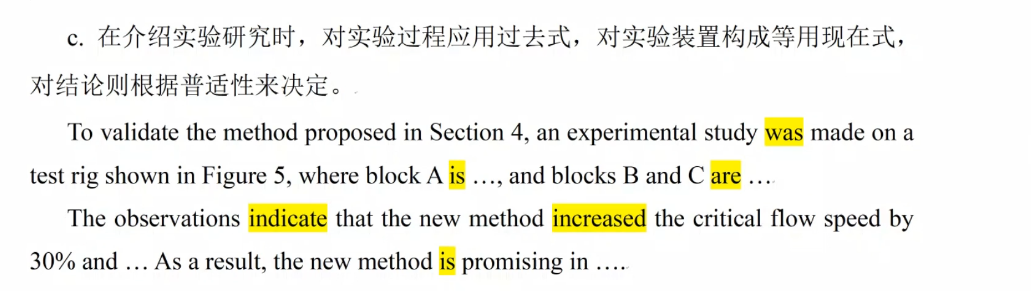 c. 在介绍实验研究时，对实验过程应用过去式，对实验装置构成等用现在式，
对结论则根据普适性来决定。
To validate the method proposed in Section 4, an experimental study was made on a
test rig shown in Figure 5, where block A is …, and blocks B and C are …
The observations indicate that the new method increased the critical flow speed by
30% and … As a result, the new method is promising in ….